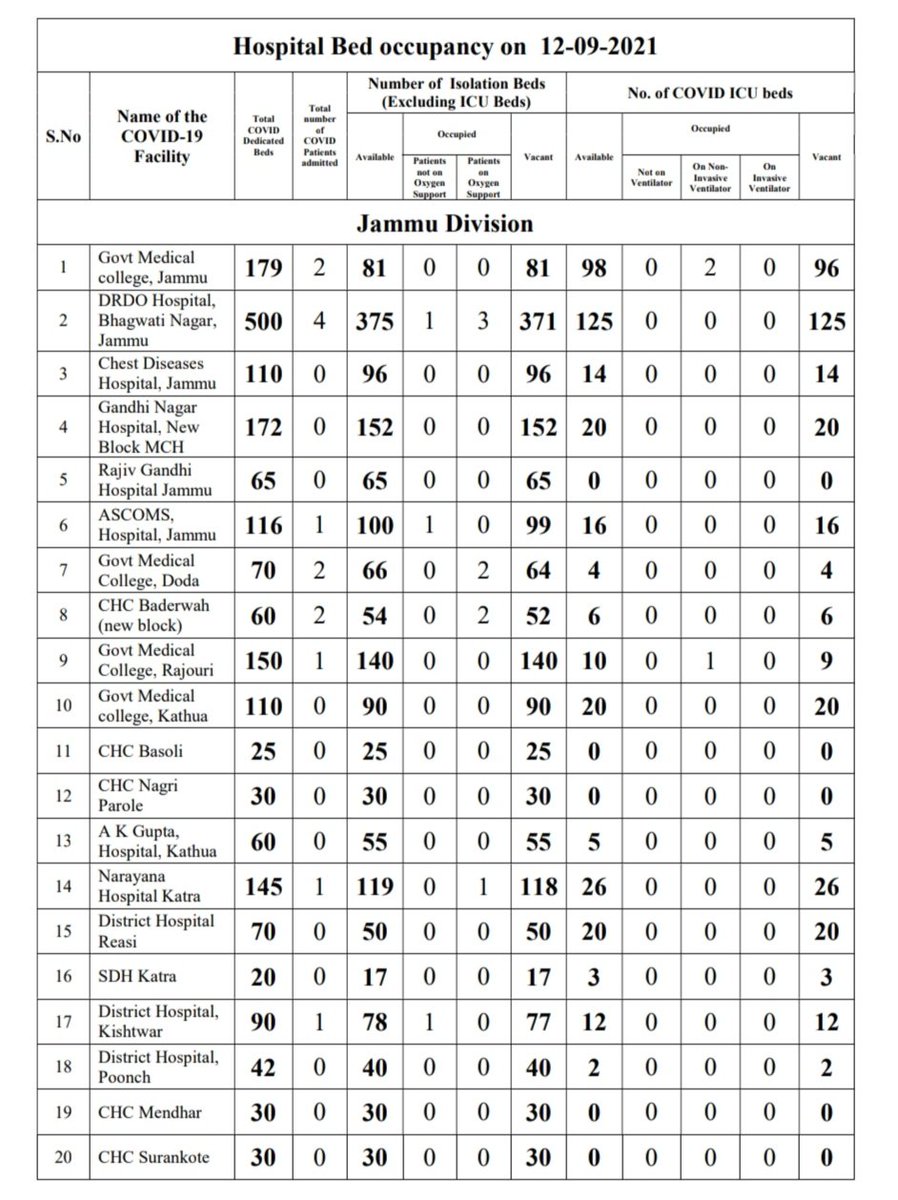 Hospital Bed occupancy on 12-09-2021
S.No
Name of the
COVID-19
Facility
Total
COVID
Dedicated
Beds
Total
number
of
COVID
Patients
admitted
Number of Isolation Beds
(Excluding ICU Beds)
No. of COVID ICU beds
Available
Occupied
Patients
not on
Oxygen
Support
Patients
on
Oxygen
Support
Vacant
Available
Occupied
Not on
Ventilator
On Non-
Invasive
Ventilator
On
Invasive
Ventilator
Vacant
Jammu Division
1 Govt Medical
college, Jammu 179 2 81 0 0 81 98 0 2 0 96
2 DRDO Hospital,
Bhagwati Nagar,
Jammu 500 4 375 1 3 371 125 0 0 0 125
3 Chest Diseases
Hospital, Jammu 110 0 96 0 0 96 14 0 0 0 14
4 Gandhi Nagar
Hospital, New
Block MCH 172 0 152 0 0 152 20 0 0 0 20
5 Rajiv Gandhi
Hospital Jammu 65 0 65 0 0 65 0 0 0 0 0
6 ASCOMS,
Hospital, Jammu 116 1 100 1 0 99 16 0 0 0 16
7 Govt Medical
College, Doda 70 2 66 0 2 64 4 0 0 0 4
8 CHC Baderwah
(new block) 60 2 54 0 2 52 6 0 0 0 6
9 Govt Medical
College, Rajouri 150 1 140 0 0 140 10 0 1 0 9
10 Govt Medical
college, Kathua 110 0 90 0 0 90 20 0 0 0 20
11 CHC Basoli 25 0 25 0 0 25 0 0 0 0 0
12 CHC Nagri
Parole 30 0 30 0 0 30 0 0 0 0 0
13 A K Gupta,
Hospital, Kathua 60 0 55 0 0 55 5 0 0 0 5
14 Narayana
Hospital Katra 145 1 119 0 1 118 26 0 0 0 26
15 District Hospital
Reasi 70 0 50 0 0 50 20 0 0 0 20
16 SDH Katra 20 0 17 0 0 17 3 0 0 0 3
17 District Hospital,
Kishtwar 90 1 78 1 0 77 12 0 0 0 12
18 District Hospital,
Poonch 42 0 40 0 0 40 2 0 0 0 2
19 CHC Mendhar 30 0 30 0 0 30 0 0 0 0 0
20 CHC Surankote 30 0 30 0 0 30 0 0 0 0 0